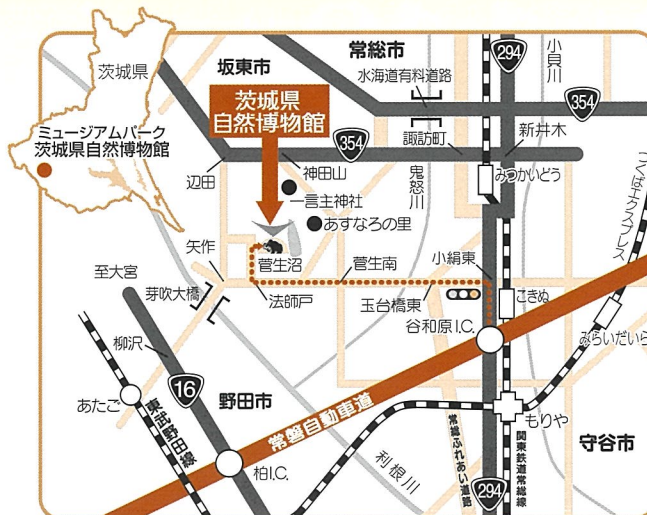 茨城県
ミュージアムパーク
茨城県自然博物館
坂東市
常総市
水海道有料道路
294
小貝川
354
茨城県
自然博物館
354
諏訪町
新井木
辺田
神田山
一言主神社
鬼怒川
みつかいどう
つくばエクスプレス
あすなろの里
矢作
菅生沼
菅生南
小絹東
至大宮
芽吹大橋
法師戸
玉台橋東
こきぬ
谷和原I.C.
みらいだいら
柳沢
16
あたご
東武野田線
野田市
常磐自動車道
もりや
守谷市
柏I.C.
利根川
常総ふれあい道路
関東鉄道常総線
294